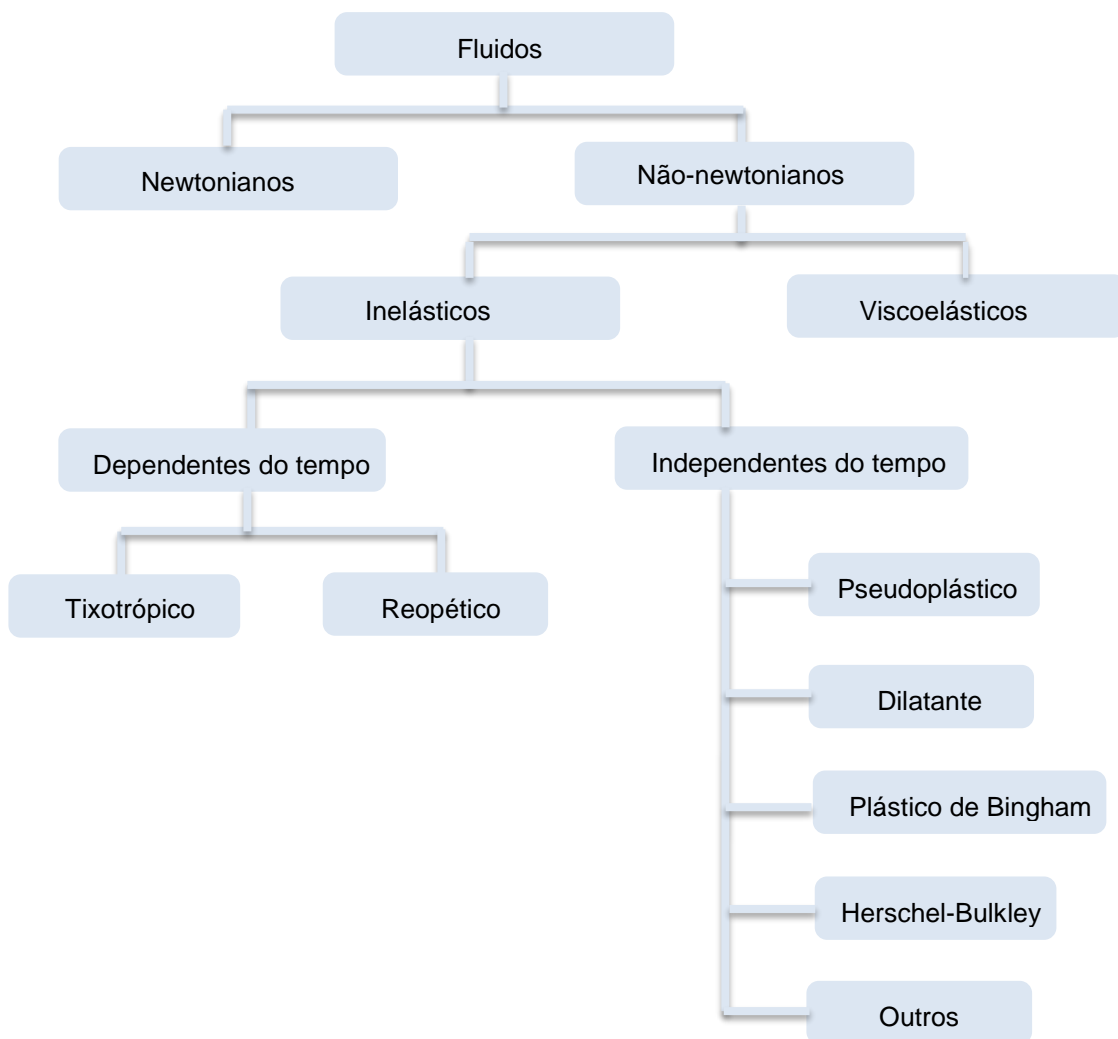 Fluidos
Newtonianos
Não-newtonianos
Inelásticos
Viscoelásticos
Dependentes do tempo
Independentes do tempo
Tixotrópico
Reopético
Pseudoplástico
Dilatante
Plástico de Bingham
Herschel-Bulkley
Outros